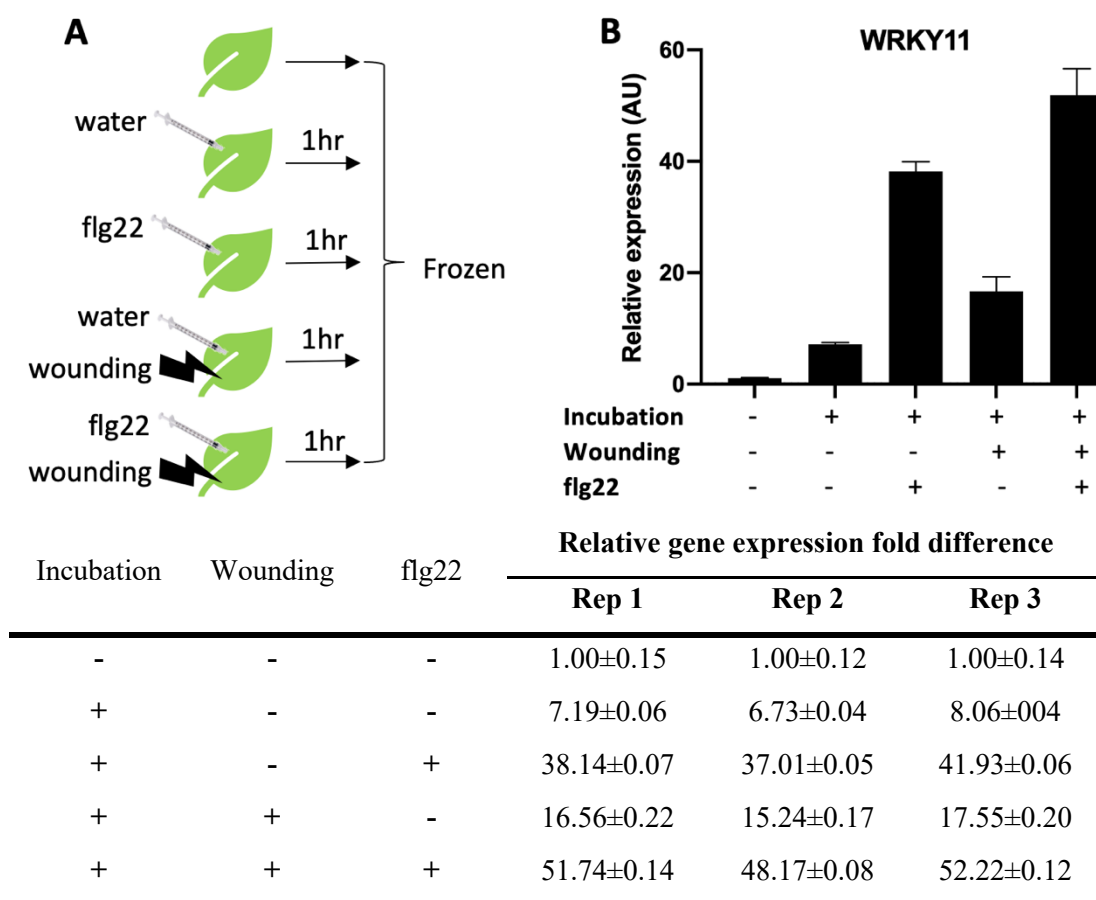 A
water
1hr
flg22
1hr
water
wounding
1hr
flg22
wounding
1hr
Frozen
B
WRKY11
Relative expression (AU)
60
40
20
0
Incubation - + + + +
Wounding - - - + +
flg22 - - + - +
Relative gene expression fold difference
Incubation Wounding flg22
Rep 1 Rep 2 Rep 3
- - - 1.00±0.15 1.00±0.12 1.00±0.14
+ - - 7.19±0.06 6.73±0.04 8.06±004
+ - + 38.14±0.07 37.01±0.05 41.93±0.06
+ + - 16.56±0.22 15.24±0.17 17.55±0.20
+ + + 51.74±0.14 48.17±0.08 52.22±0.12